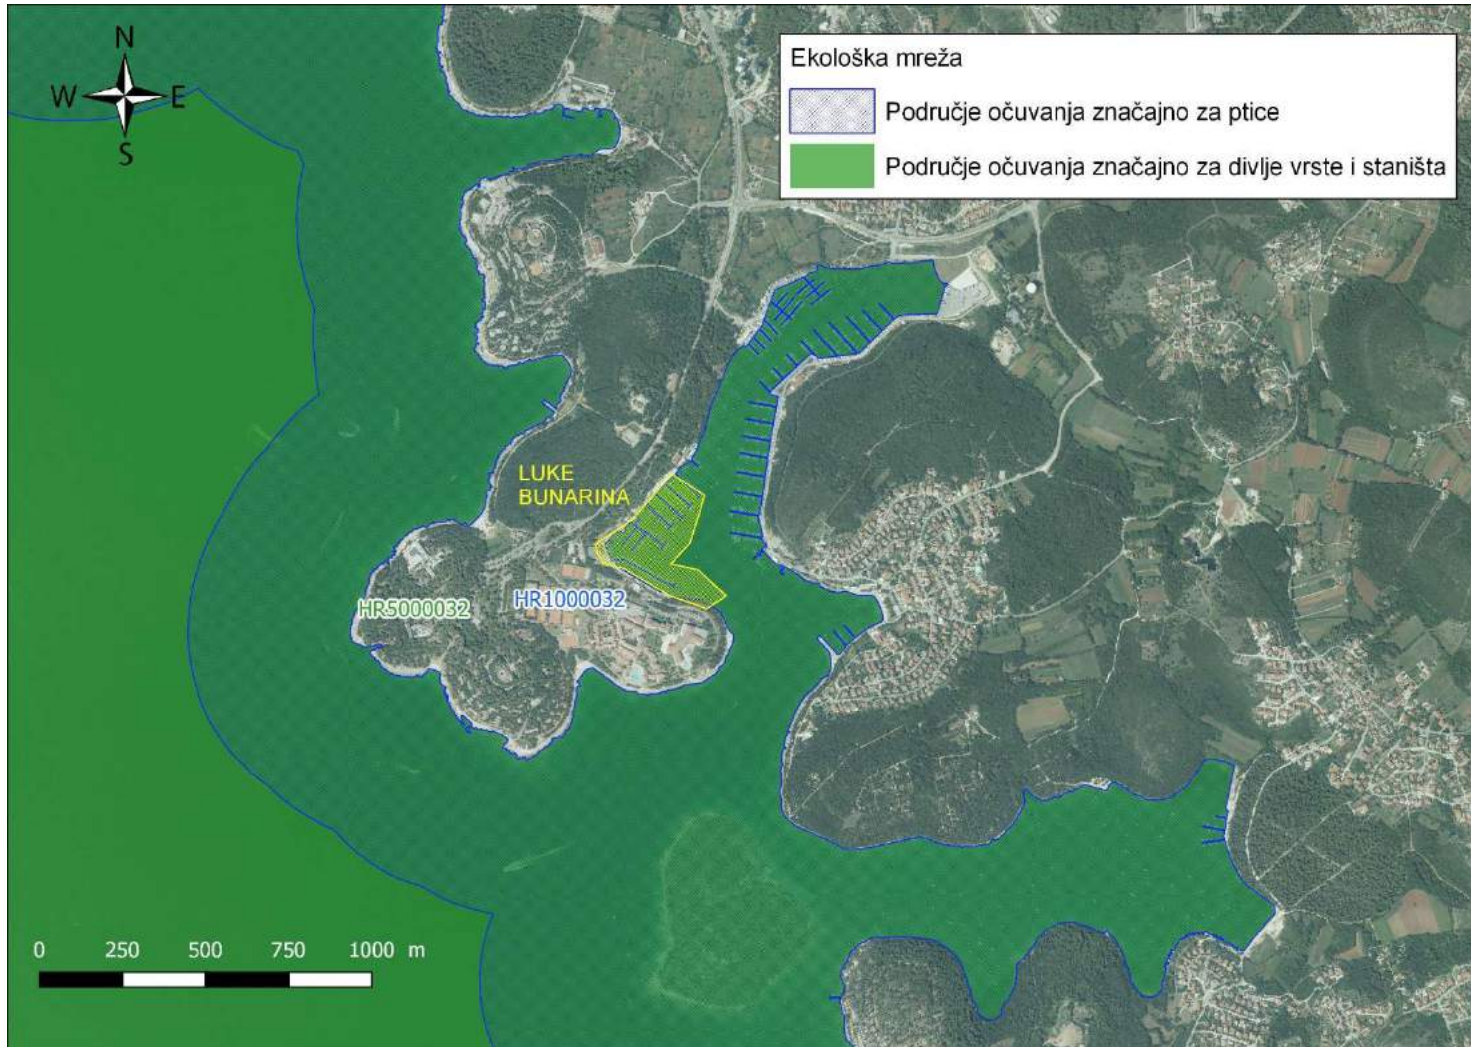 N
W E
S
Ekološka mreža
Područje očuvanja značajno za ptice
Područje očuvanja značajno za divlje vrste i staništa
LUKE
BUNARINA
HR5000032
HR1000032
0 250 500 750 1000 m